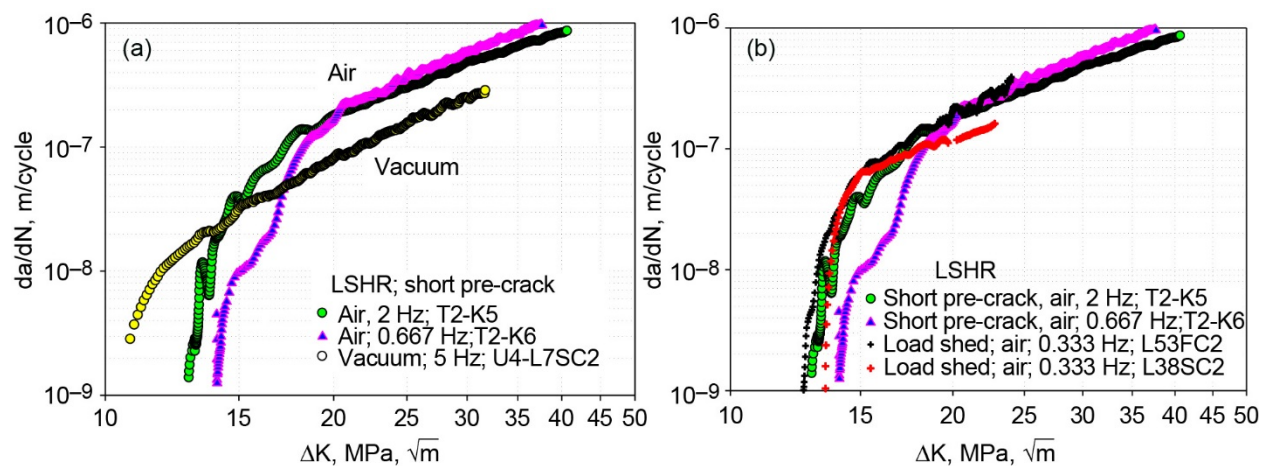 (a)
da/dN, m/cycle
10–6
10–7
10–8
10–9
Air
Vacuum
LSHR; short pre-crack
Air, 2 Hz; T2-K5
Air; 0.667 Hz;T2-K6
Vacuum; 5 Hz; U4-L7SC2
10 15 20 25 30 35 40 45 50
ΔK, MPa, √m
(b)
da/dN, m/cycle
10–6
10–7
10–8
10–9
LSHR
Short pre-crack, air, 2 Hz; T2-K5
Short pre-crack, air; 0.667 Hz;T2-K6
Load shed; air; 0.333 Hz; L53FC2
Load shed; air; 0.333 Hz; L38SC2
10 15 20 25 30 35 40 45 50
ΔK, MPa, √m